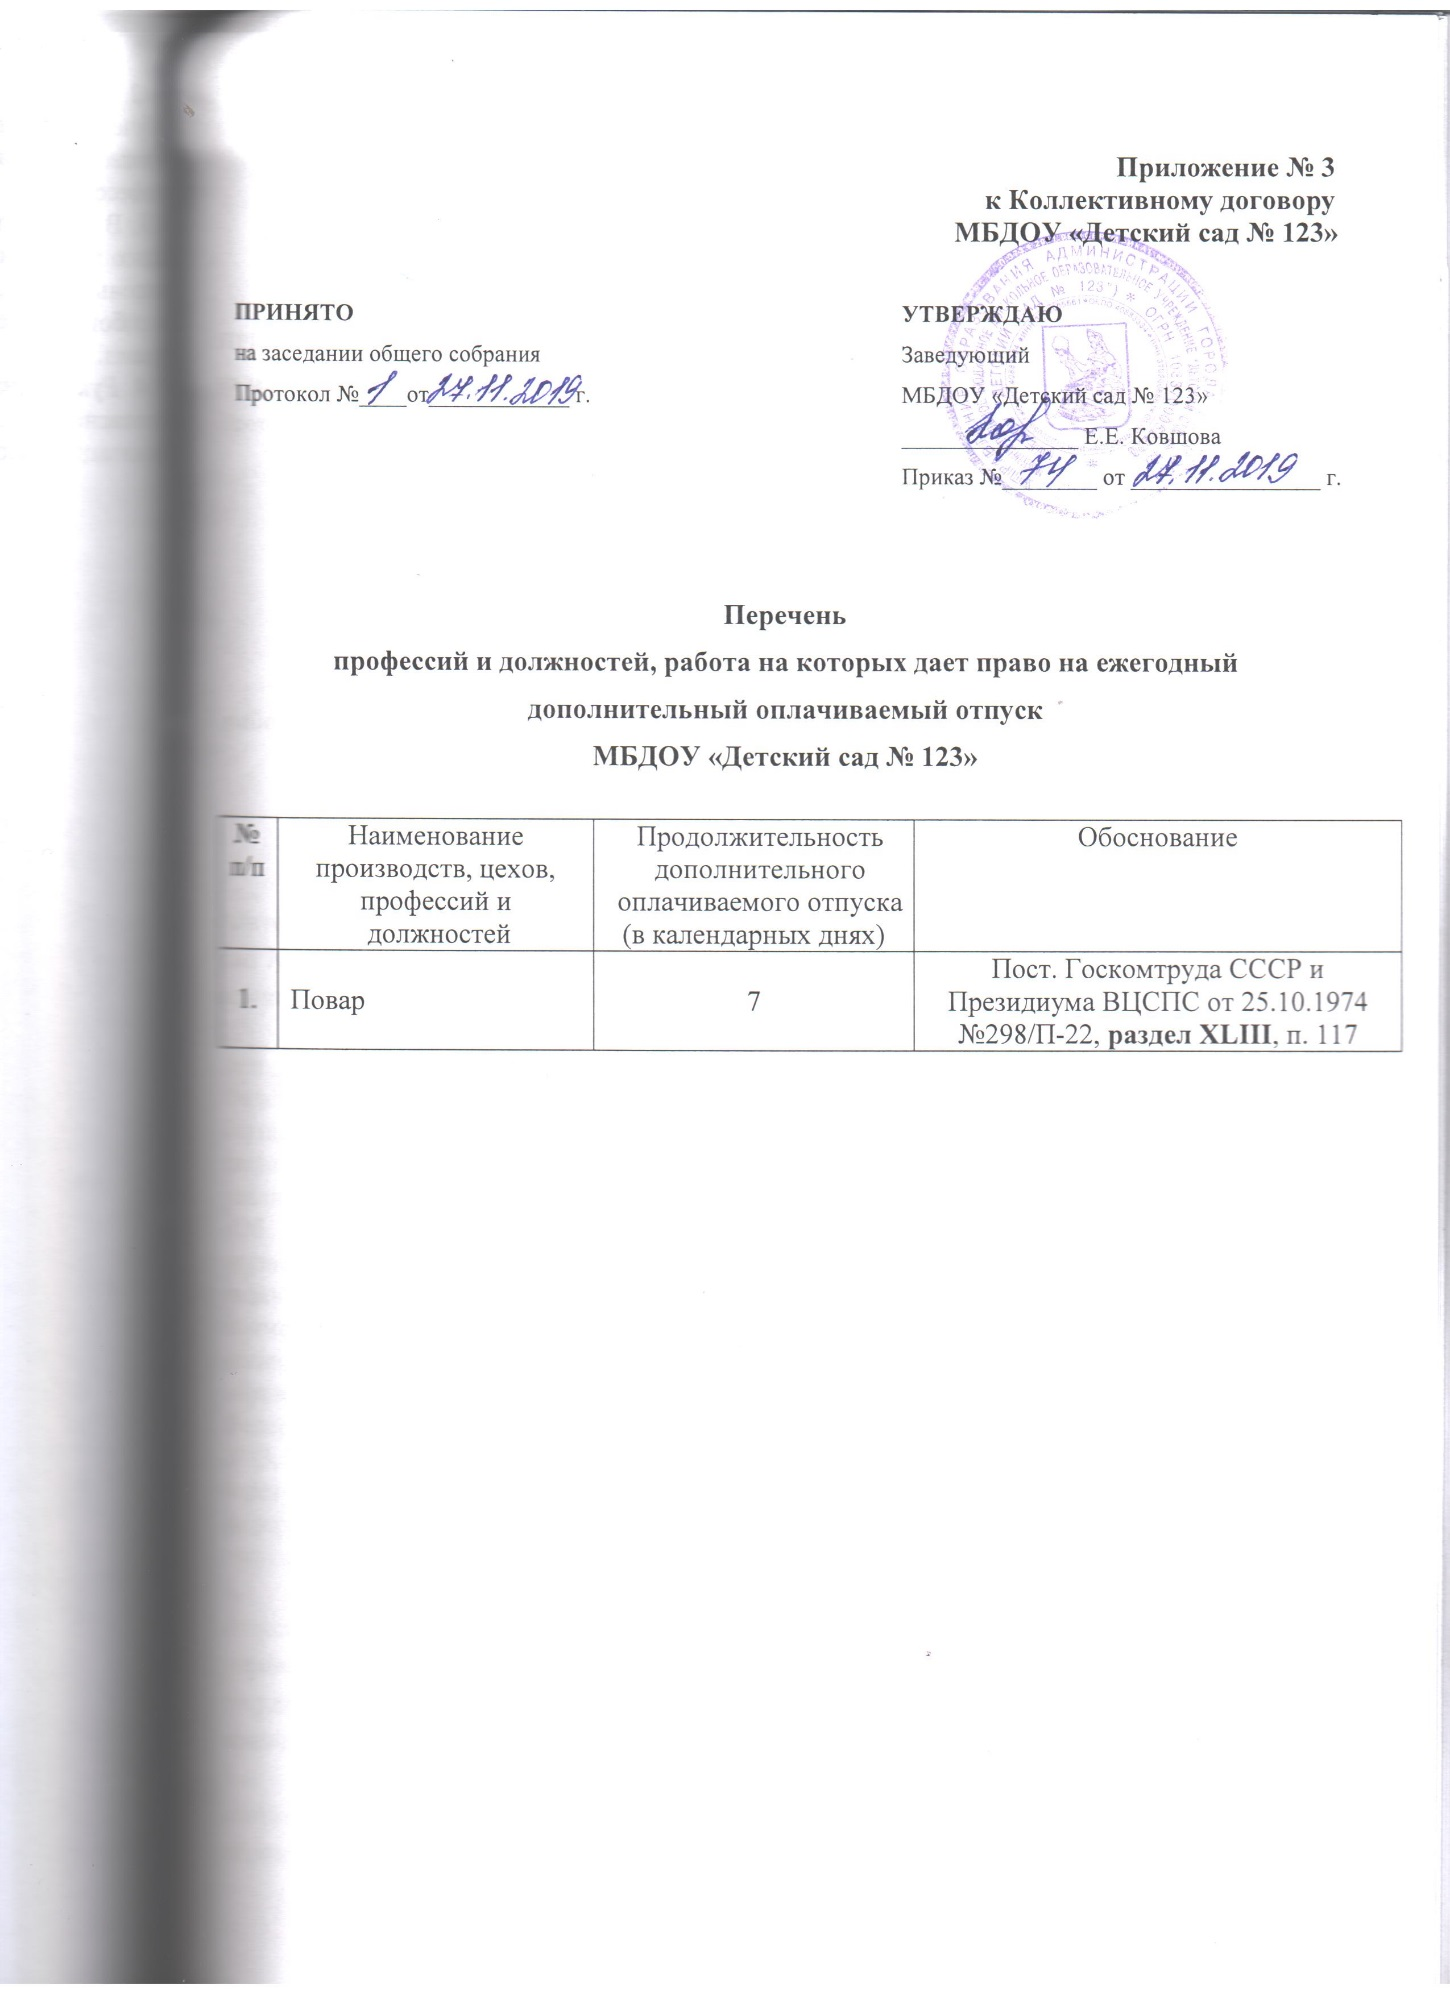 Приложение № 3
к Коллективному договору
МБДОУ «Детский сад № 123»
ПРИНЯТО
на заседании общего собрания
Протокол № 1 от 27.11.2019 г.
УТВЕРЖДАЮ
Заведующий
МБДОУ «Детский сад № 123»
Е.Е. Ковшова
Приказ № 74 от 27.11.2019 г.
Перечень
профессий и должностей, работа на которых дает право на ежегодный
дополнительный оплачиваемый отпуск
МБДОУ «Детский сад № 123»
№
п/п
Наименование
производств, цехов,
профессий и
должностей
Продолжительность
дополнительного
оплачиваемого отпуска
(в календарных днях)
Обоснование
1.
Повар
7
Пост. Госкомтруда СССР и
Президиума ВЦСПС от 25.10.1974
№298/П-22, раздел XLIII, п. 117